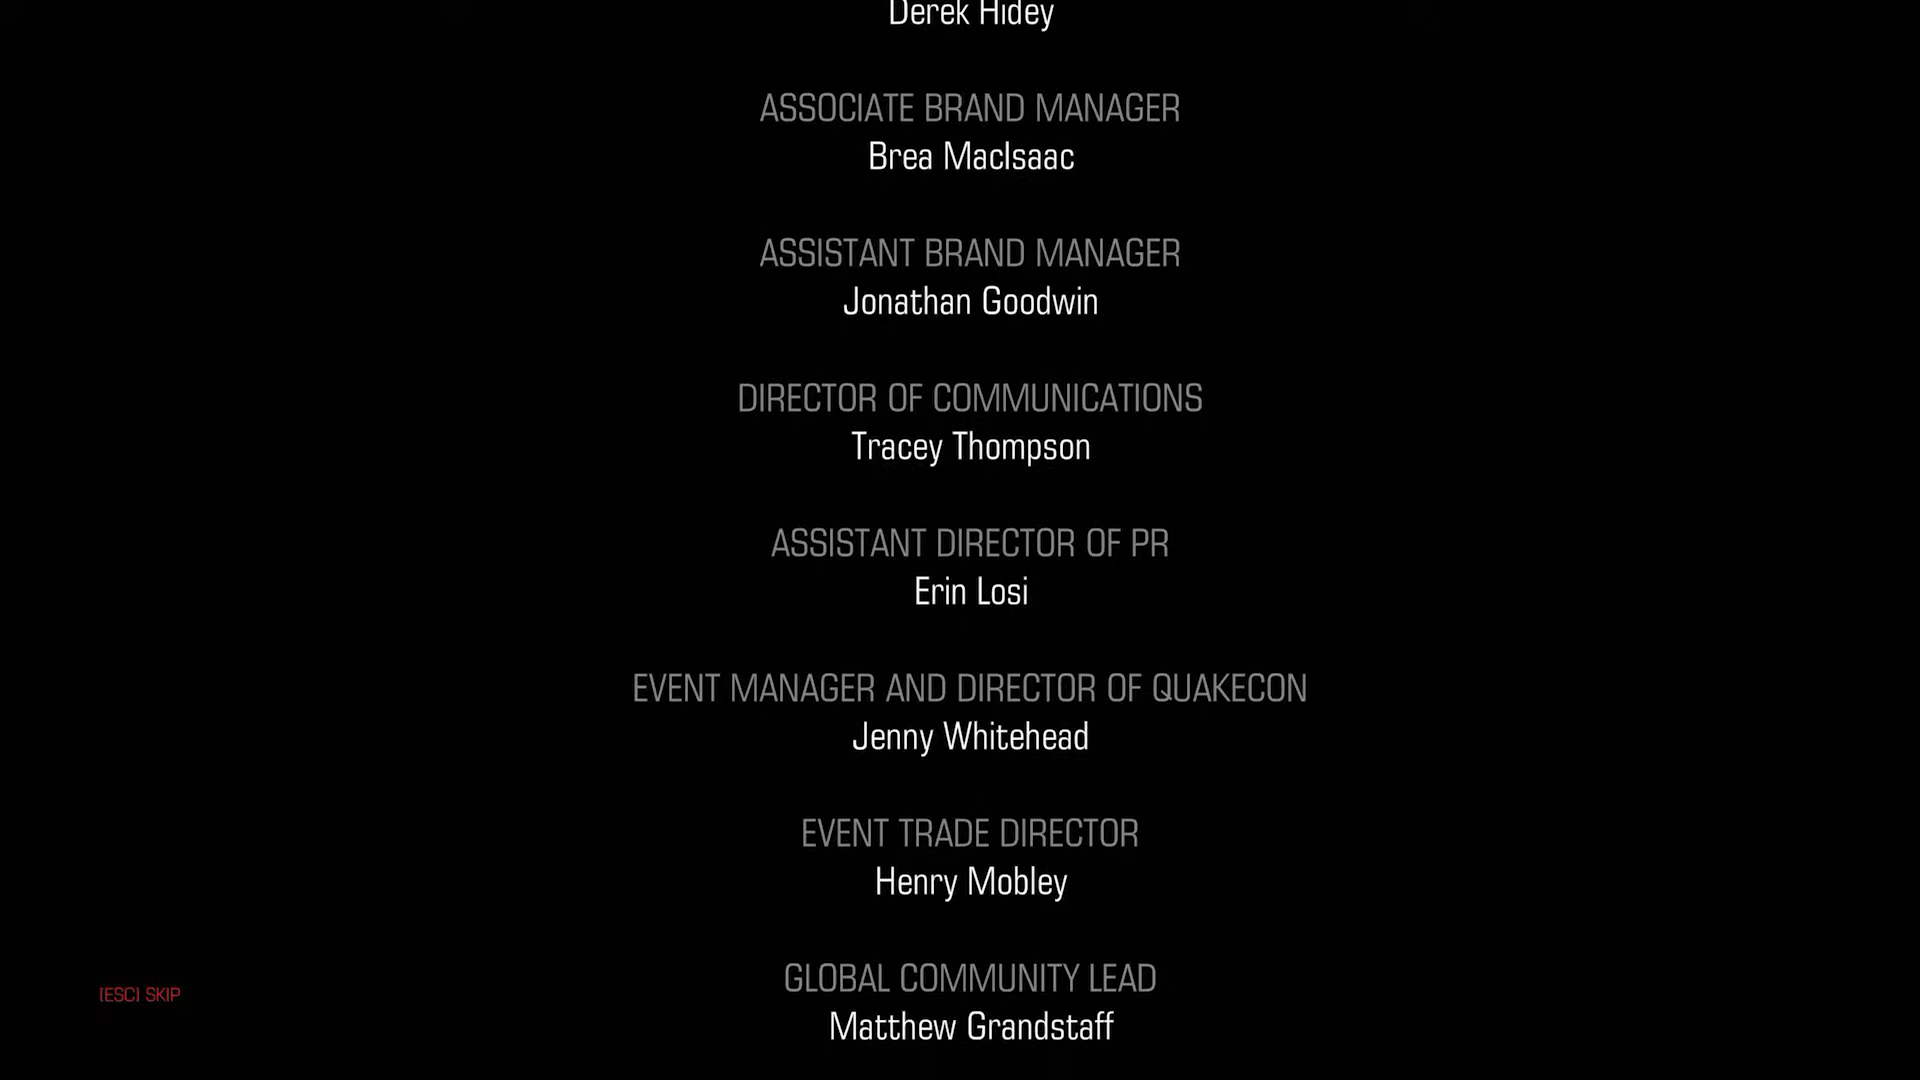 Derek Hidey
ASSOCIATE BRAND MANAGER
Brea MacIsaac
ASSISTANT BRAND MANAGER
Jonathan Goodwin
DIRECTOR OF COMMUNICATIONS
Tracey Thompson
ASSISTANT DIRECTOR OF PR
Erin Losi
EVENT MANAGER AND DIRECTOR OF QUAKECON
Jenny Whitehead
EVENT TRADE DIRECTOR
Henry Mobley
GLOBAL COMMUNITY LEAD
Matthew Grandstaff
[ESC] SKIP